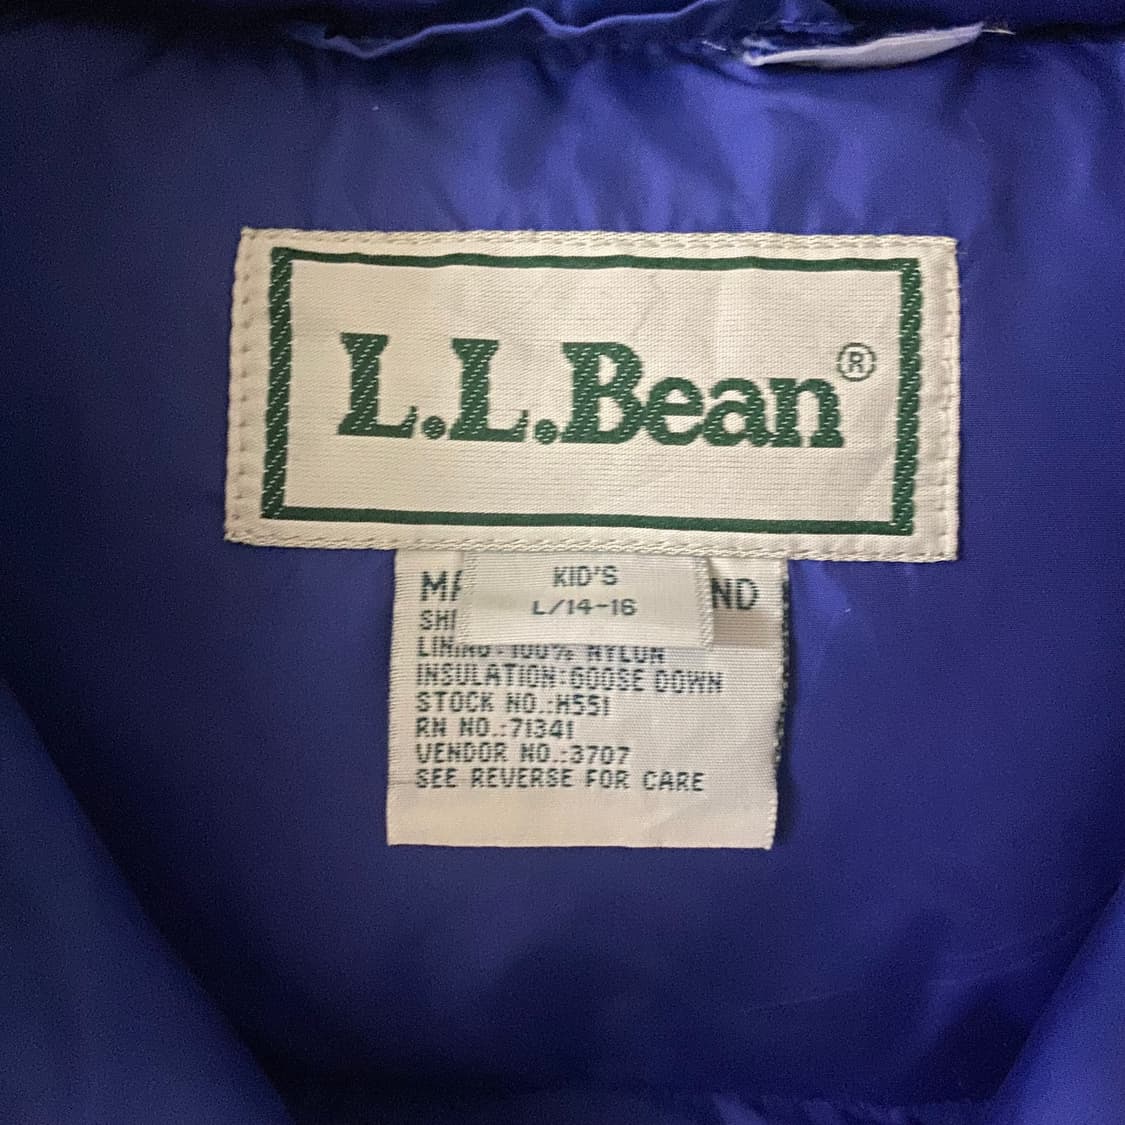 L.L.Bean®
KID'S
L/14-16
MA ND
SH
LINING: 100% NYLON
INSULATION:GOOSE DOWN
STOCK NO.:H551
RN NO.:71341
VENDOR NO.:3707
SEE REVERSE FOR CARE